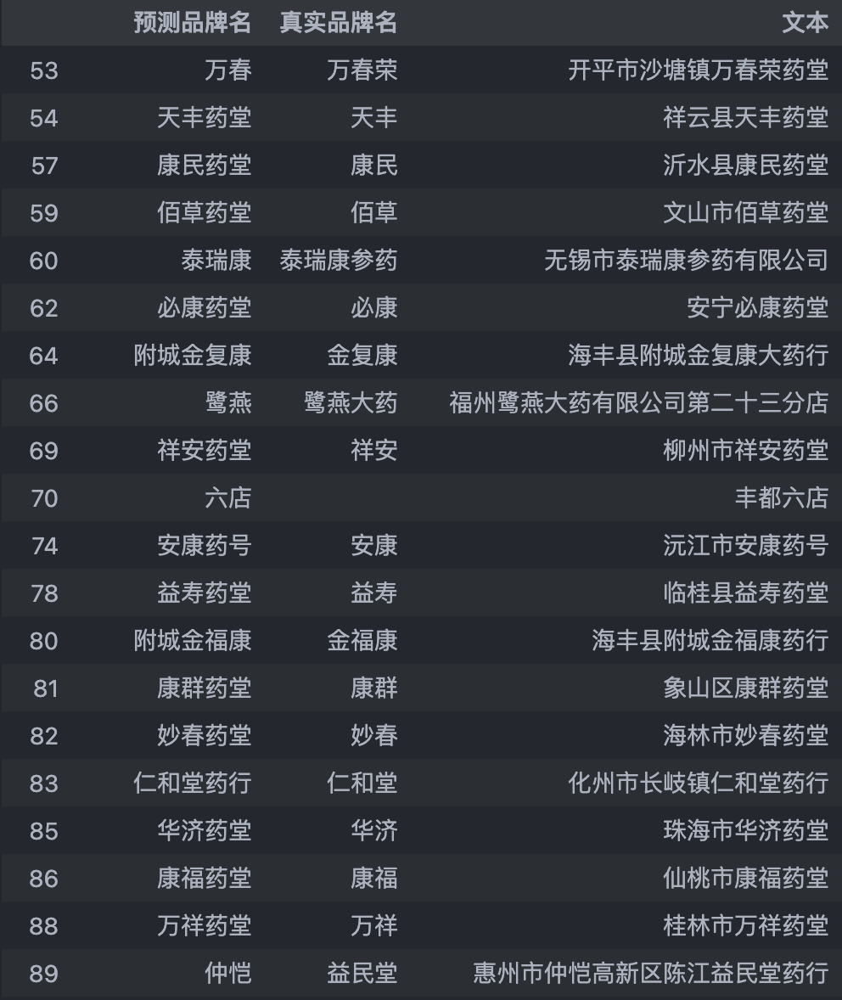 预测品牌名 真实品牌名 文本
53 万春 万春荣 开平市沙塘镇万春荣药堂
54 天丰药堂 天丰 祥云县天丰药堂
57 康民药堂 康民 沂水县康民药堂
59 佰草药堂 佰草 文山市佰草药堂
60 泰瑞康 泰瑞康参药 无锡市泰瑞康参药有限公司
62 必康药堂 必康 安宁必康药堂
64 附城金复康 金复康 海丰县附城金复康大药行
66 鹭燕 鹭燕大药 福州鹭燕大药有限公司第二十三分店
69 祥安药堂 祥安 柳州市祥安药堂
70 六店 丰都六店
74 安康药号 安康 沅江市安康药号
78 益寿药堂 益寿 临桂县益寿药堂
80 附城金福康 金福康 海丰县附城金福康药行
81 康群药堂 康群 象山区康群药堂
82 妙春药堂 妙春 海林市妙春药堂
83 仁和堂药行 仁和堂 化州市长岐镇仁和堂药行
85 华济药堂 华济 珠海市华济药堂
86 康福药堂 康福 仙桃市康福药堂
88 万祥药堂 万祥 桂林市万祥药堂
89 仲恺 益民堂 惠州市仲恺高新区陈江益民堂药行